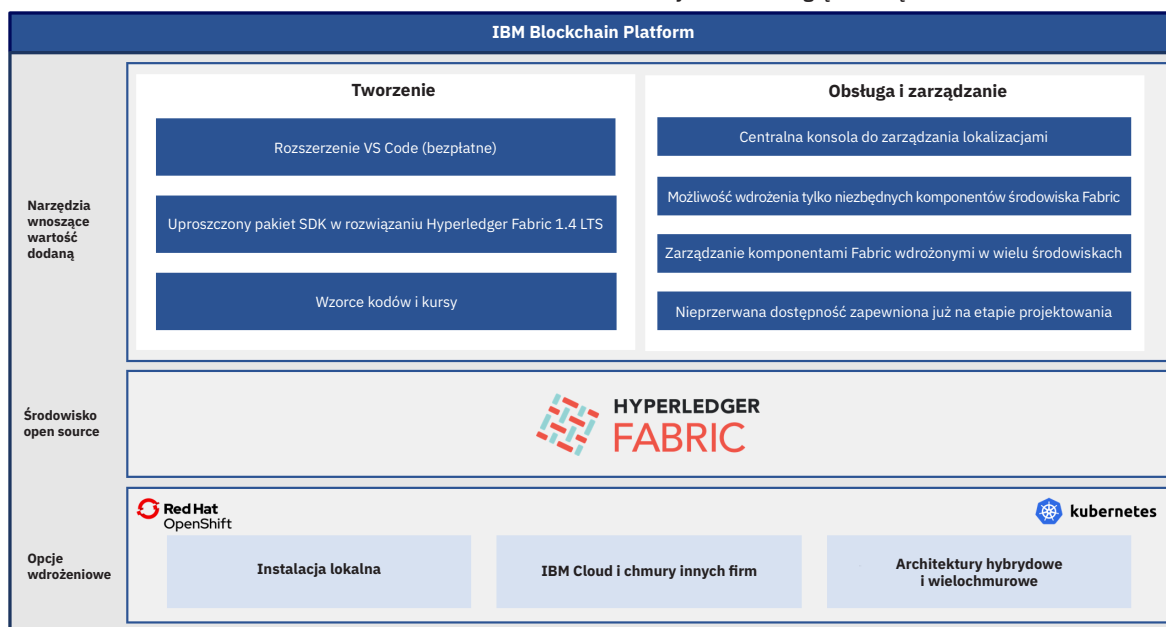 IBM Blockchain Platform
Narzędzia
wnoszące
wartość
dodaną
Tworzenie
Rozszerzenie VS Code (bezpłatne)
Uproszczony pakiet SDK w rozwiązaniu Hyperledger Fabric 1.4 LTS
Wzorce kodów i kursy
Obsługa i zarządzanie
Centralna konsola do zarządzania lokalizacjami
Możliwość wdrożenia tylko niezbędnych komponentów środowiska Fabric
Zarządzanie komponentami Fabric wdrożonymi w wielu środowiskach
Nieprzerwana dostępność zapewniona już na etapie projektowania
Środowisko
open source
HYPERLEDGER
FABRIC
Opcje
wdrożeniowe
Red Hat
OpenShift
kubernetes
Instalacja lokalna
IBM Cloud i chmury innych firm
Architektury hybrydowe
i wielochmurowe